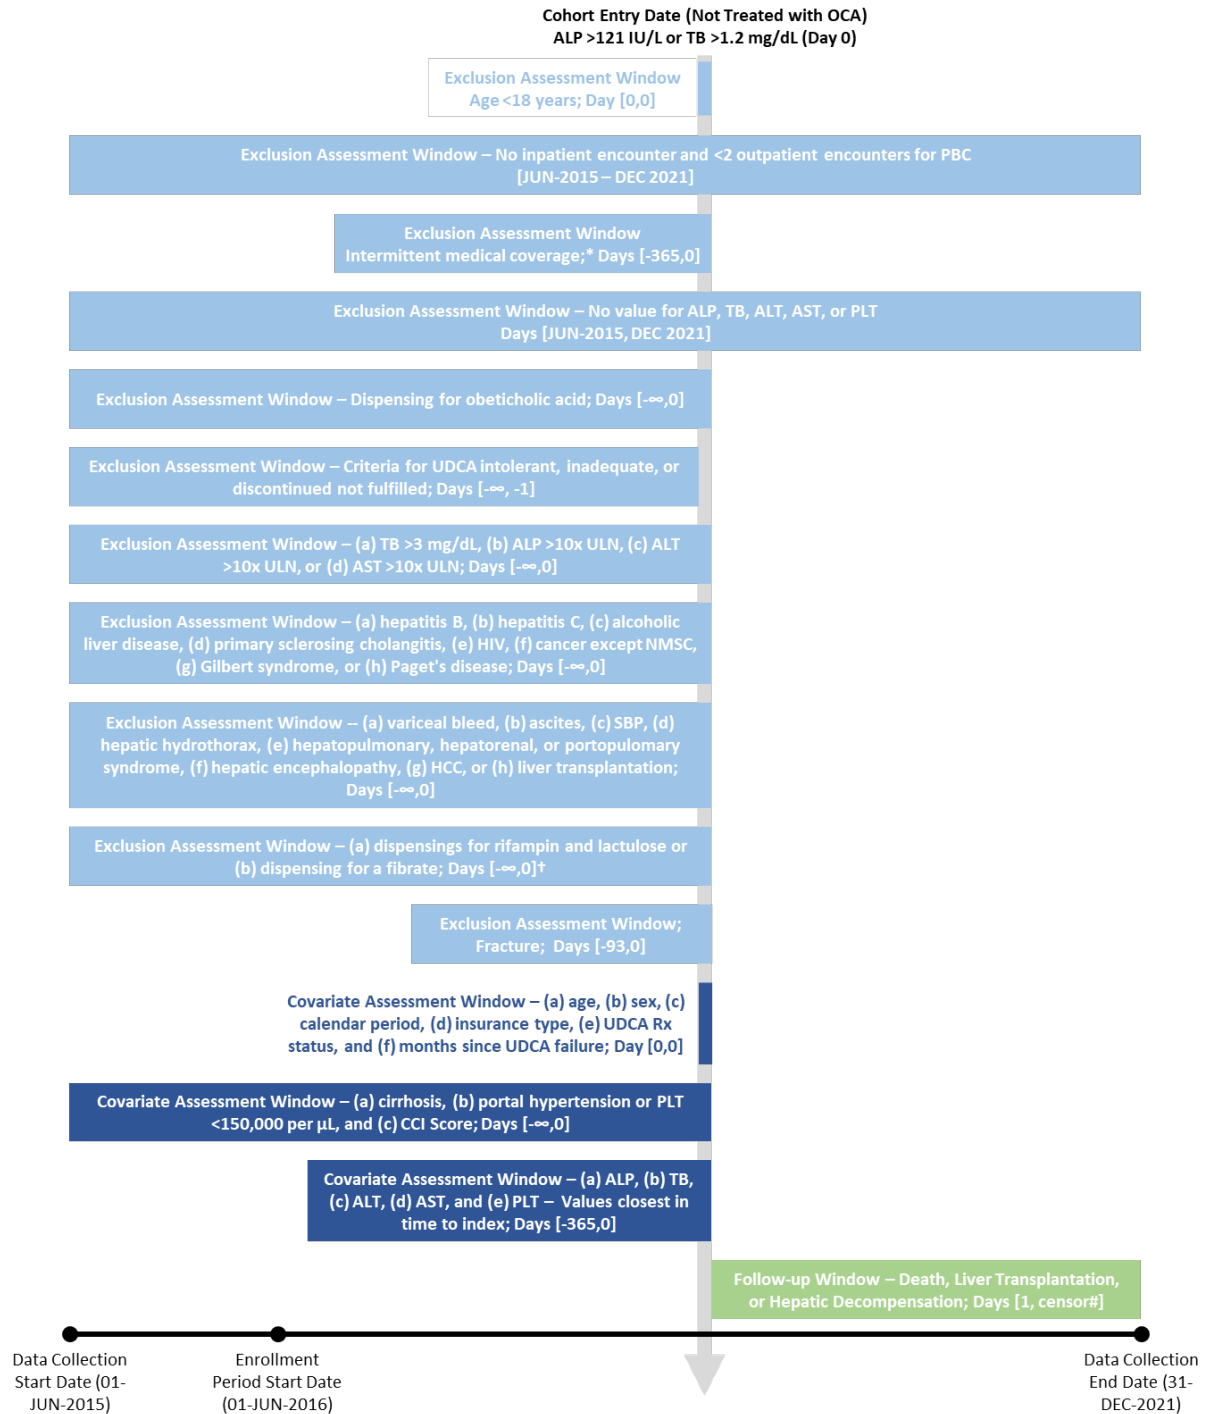 Cohort Entry Date (Not Treated with OCA)
ALP >121 IU/L or TB >1.2 mg/dL (Day 0)
Exclusion Assessment Window
Age <18 years; Day [0,0]
Exclusion Assessment Window – No inpatient encounter and <2 outpatient encounters for PBC
[JUN-2015 – DEC 2021]
Exclusion Assessment Window
Intermittent medical coverage;* Days [-365,0]
Exclusion Assessment Window – No value for ALP, TB, ALT, AST, or PLT
Days [JUN-2015, DEC 2021]
Exclusion Assessment Window – Dispensing for obeticholic acid; Days [-∞,0]
Exclusion Assessment Window – Criteria for UDCA intolerant, inadequate, or
discontinued not fulfilled; Days [-∞, -1]
Exclusion Assessment Window – (a) TB >3 mg/dL, (b) ALP >10x ULN, (c) ALT
>10x ULN, or (d) AST >10x ULN; Days [-∞,0]
Exclusion Assessment Window – (a) hepatitis B, (b) hepatitis C, (c) alcoholic
liver disease, (d) primary sclerosing cholangitis, (e) HIV, (f) cancer except NMSC,
(g) Gilbert syndrome, or (h) Paget's disease; Days [-∞,0]
Exclusion Assessment Window -- (a) variceal bleed, (b) ascites, (c) SBP, (d)
hepatic hydrothorax, (e) hepatopulmonary, hepatorenal, or portopulomary
syndrome, (f) hepatic encephalopathy, (g) HCC, or (h) liver transplantation;
Days [-∞,0]
Exclusion Assessment Window – (a) dispensings for rifampin and lactulose or
(b) dispensing for a fibrate; Days [-∞,0]†
Exclusion Assessment Window;
Fracture; Days [-93,0]
Covariate Assessment Window – (a) age, (b) sex, (c)
calendar period, (d) insurance type, (e) UDCA Rx
status, and (f) months since UDCA failure; Day [0,0]
Covariate Assessment Window – (a) cirrhosis, (b) portal hypertension or PLT
<150,000 per µL, and (c) CCI Score; Days [-∞,0]
Covariate Assessment Window – (a) ALP, (b) TB,
(c) ALT, (d) AST, and (e) PLT – Values closest in
time to index; Days [-365,0]
Follow-up Window – Death, Liver Transplantation,
or Hepatic Decompensation; Days [1, censor#]
Data Collection
Start Date (01-
JUN-2015)
Enrollment
Period Start Date
(01-JUN-2016)
Data Collection
End Date (31-
DEC-2021)